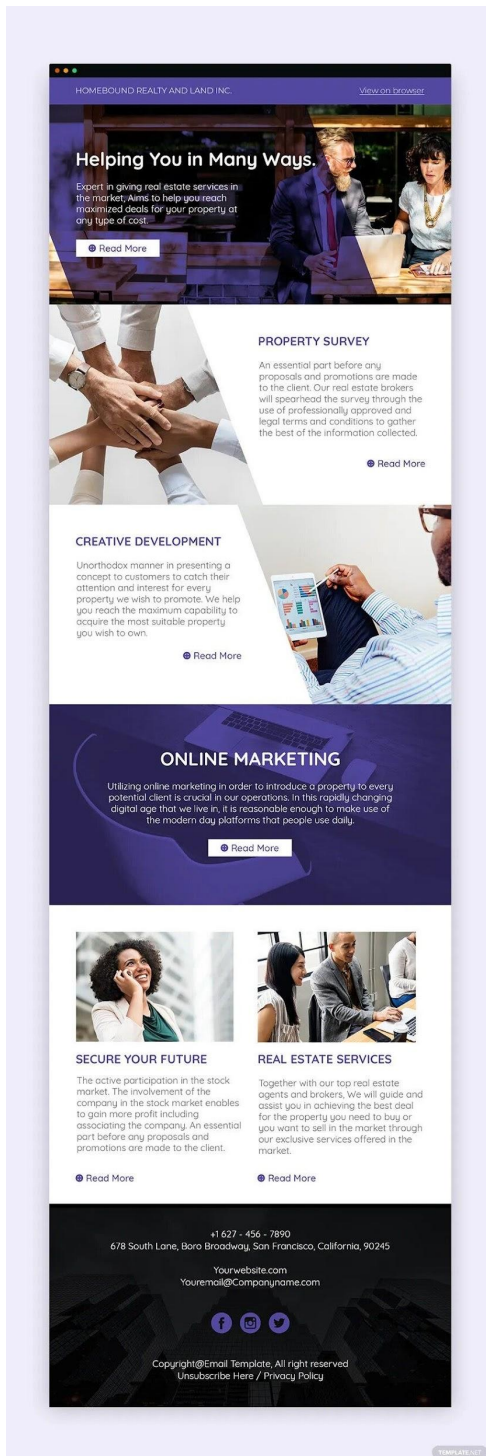 HOMEBOUND REALTY AND LAND INC.
View on browser
Helping You in Many Ways.
Expert in giving real estate services in
the market, Aims to help you reach
maximized deals for your property at
any type of cost.
Read More
PROPERTY SURVEY
An essential part before any
proposals and promotions are made
to the client. Our real estate brokers
will spearhead the survey through the
use of professionally approved and
legal terms and conditions to gather
the best of the information collected.
Read More
CREATIVE DEVELOPMENT
Unorthodox manner in presenting a
concept to customers to catch their
attention and interest for every
property we wish to promote. We help
you reach the maximum capability to
acquire the most suitable property
you wish to own.
Read More
ONLINE MARKETING
Utilizing online marketing in order to introduce a property to every
potential client is crucial in our operations. In this rapidly changing
digital age that we live in, it is reasonable enough to make use of
the modern day platforms that people use daily.
Read More
SECURE YOUR FUTURE
The active participation in the stock
market. The involvement of the
company in the stock market enables
to gain more profit including
associating the company. An essential
part before any proposals and
promotions are made to the client.
Read More
REAL ESTATE SERVICES
Together with our top real estate
agents and brokers, We will guide and
assist you in achieving the best deal
for the property you need to buy or
you want to sell in the market through
our exclusive services offered in the
market.
Read More
+1 627 - 456 - 7890
678 South Lane, Boro Broadway, San Francisco, California, 90245
Yourwebsite.com
Youremail@Companyname.com
Copyright@Email Template, All right reserved
Unsubscribe Here / Privacy Policy
TEMPLATE.NET